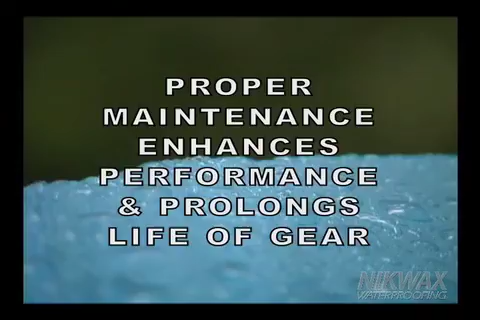 PROPER
MAINTENANCE
ENHANCES
PERFORMANCE
& PROLONGS
LIFE OF GEAR
NIKWAX
WATERPROOFING